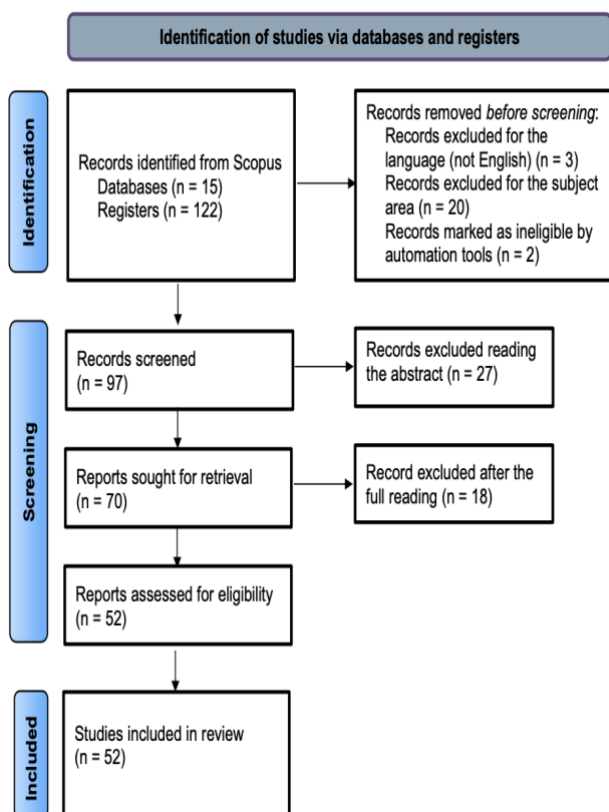 Identification of studies via databases and registers
Identification
Records identified from Scopus
Databases (n = 15)
Registers (n = 122)
Records removed before screening:
Records excluded for the
language (not English) (n = 3)
Records excluded for the subject
area (n = 20)
Records marked as ineligible by
automation tools (n = 2)
Screening
Records screened
(n = 97)
Records excluded reading
the abstract (n = 27)
Reports sought for retrieval
(n = 70)
Record excluded after the
full reading (n = 18)
Reports assessed for eligibility
(n = 52)
Included
Studies included in review
(n = 52)